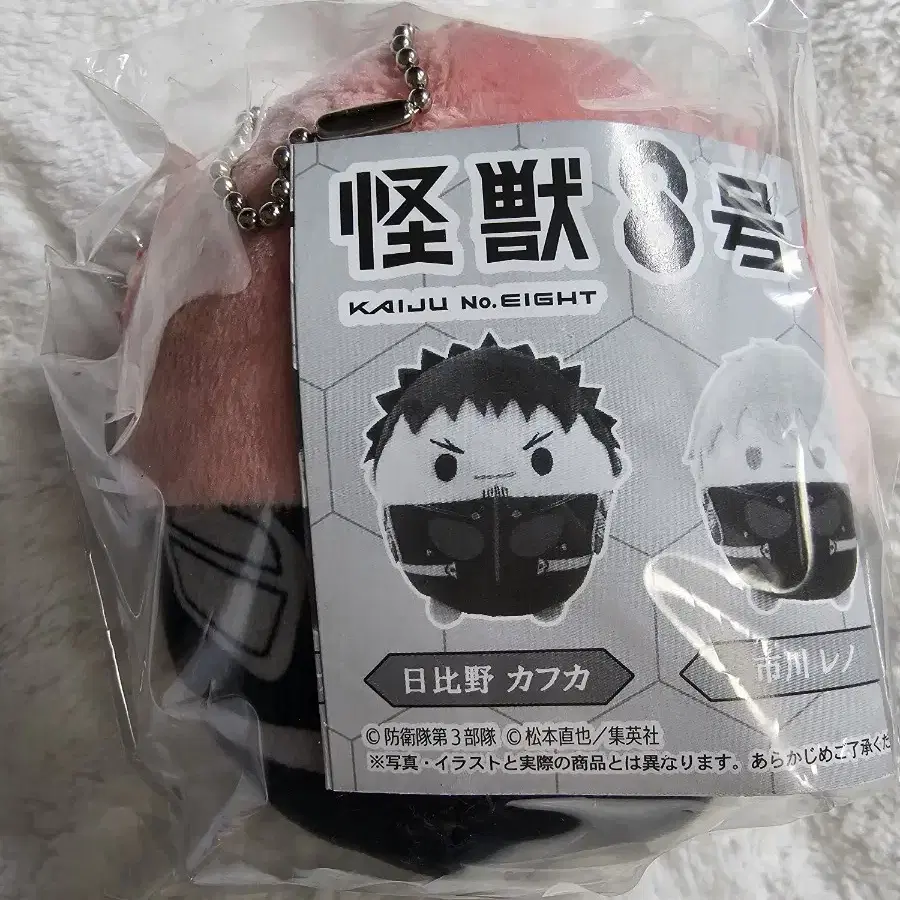 怪獣8号
KAIJU No.EIGHT
日比野 カフカ
市川 レノ
©防衛隊第3部隊 ©松本直也/集英社
※写真・イラストと実際の商品とは異なります。あらかじめご了承くだ